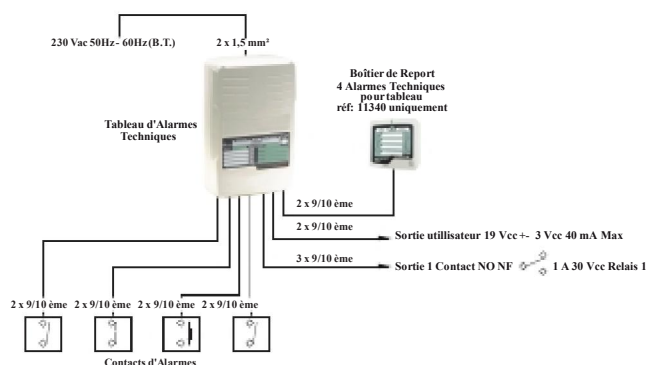 230 Vac 50Hz - 60Hz (B.T.)
2 x 1,5 mm²
Boîtier de Report
4 Alarmes Techniques
pour tableau
réf: 11340 uniquement
Tableau d'Alarmes
Techniques
2 x 9/10 ème
2 x 9/10 ème
Sortie utilisateur 19 Vcc +- 3 Vcc 40 mA Max
3 x 9/10 ème
Sortie 1 Contact NO NF 1 A 30 Vcc Relais 1
2 x 9/10 ème 2 x 9/10 ème 2 x 9/10 ème 2 x 9/10 ème
Contacts d'Alarmes